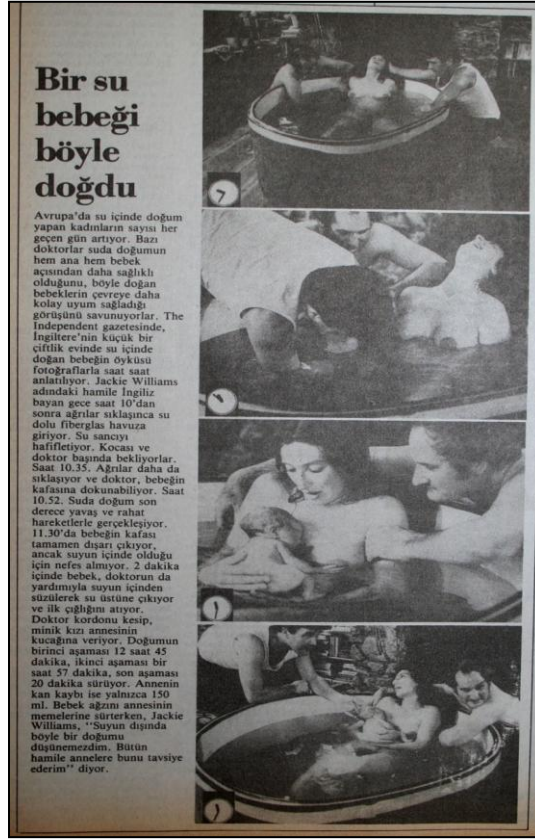 Bir su
bebeği
böyle
doğdu
Avrupa'da su içinde doğum
yapan kadınların sayısı her
geçen gün artıyor. Bazı
doktorlar suda doğumun
hem ana hem bebek
açısından daha sağlıklı
olduğunu, böyle doğan
bebeklerin çevreye daha
kolay uyum sağladığı
görüşünü savunuyorlar. The
Independent gazetesinde,
İngiltere'nin küçük bir
çiftlik evinde su içinde
doğan bebeğin öyküsü
fotoğraflarla saat saat
anlatılıyor. Jackie Williams
adındaki hamile İngiliz
bayan gece saat 10'dan
sonra ağrılar sıklaşınca su
dolu fiberglas havuza
giriyor. Su sancıyı
hafifletiyor. Kocası ve
doktor başında bekliyorlar.
Saat 10.35. Ağrılar daha da
sıklaşıyor ve doktor, bebeğin
kafasına dokunabiliyor. Saat
10.52. Suda doğum son
derece yavaş ve rahat
hareketlerle gerçekleşiyor.
11.30'da bebeğin kafası
tamamen dışarı çıkıyor,
ancak suyun içinde olduğu
için nefes almıyor. 2 dakika
içinde bebek, doktorun da
yardımıyla suyun içinden
süzülerek su üstüne çıkıyor
ve ilk çığlığını atıyor.
Doktor kordonu kesip,
minik kızı annesinin
kucağına veriyor. Doğumun
birinci aşaması 12 saat 45
dakika, ikinci aşaması bir
saat 57 dakika, son aşaması
20 dakika sürüyor. Annenin
kan kaybı ise yalnızca 150
ml. Bebek ağzını annesinin
memelerine sürterken, Jackie
Williams, "Suyun dışında
böyle bir doğumu
düşünemezdim. Bütün
hamile annelere bunu tavsiye
ederim" diyor.